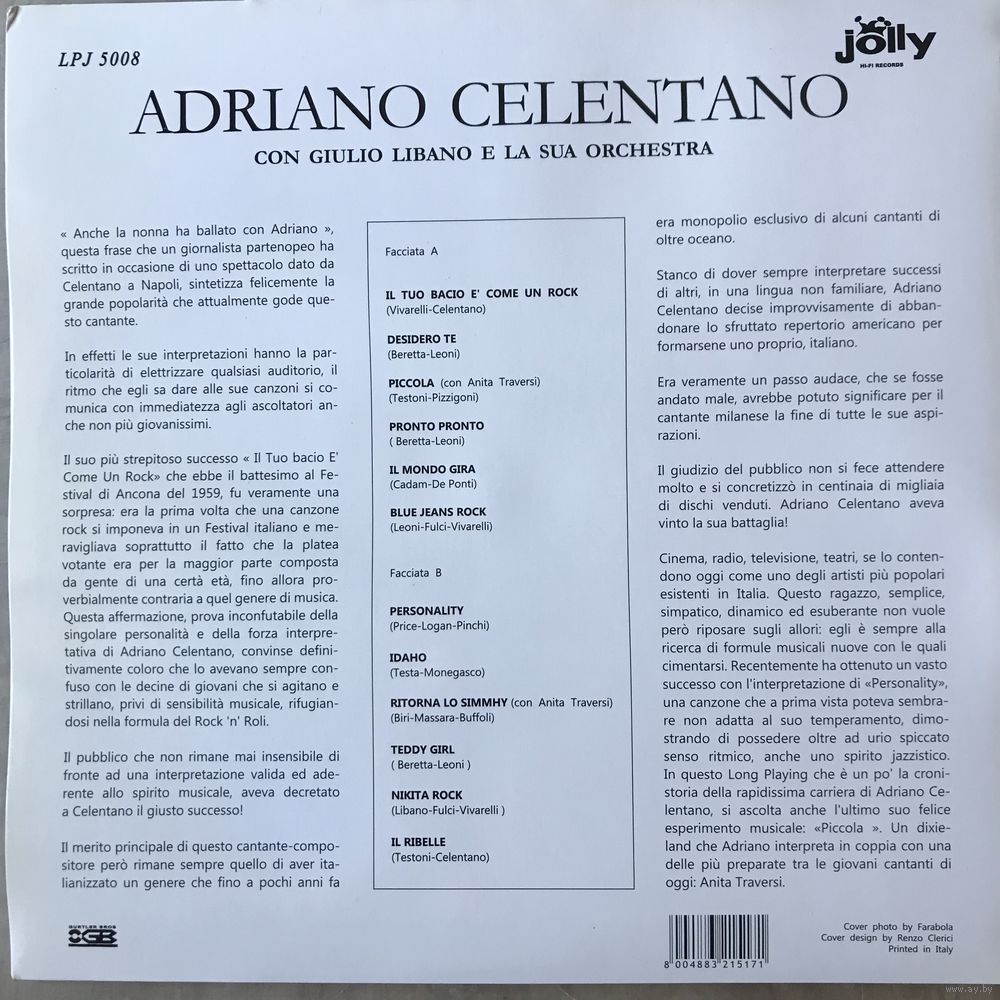 LPJ 5008
jolly
HI-FI RECORDS
ADRIANO CELENTANO
CON GIULIO LIBANO E LA SUA ORCHESTRA
« Anche la nonna ha ballato con Adriano »,
questa frase che un giornalista partenopeo ha
scritto in occasione di uno spettacolo dato da
Celentano a Napoli, sintetizza felicemente la
grande popolarità che attualmente gode que-
sto cantante.
In effetti le sue interpretazioni hanno la par-
ticolarità di elettrizzare qualsiasi auditorio, il
ritmo che egli sa dare alle sue canzoni si co-
munica con immediatezza agli ascoltatori an-
che non più giovanissimi.
Il suo più strepitoso successo « Il Tuo bacio E'
Come Un Rock» che ebbe il battesimo al Fe-
stival di Ancona del 1959, fu veramente una
sorpresa: era la prima volta che una canzone
rock si imponeva in un Festival italiano e me-
ravigliava soprattutto il fatto che la platea
votante era per la maggior parte composta
da gente di una certà età, fino allora pro-
verbialmente contraria a quel genere di musica.
Questa affermazione, prova inconfutabile della
singolare personalità e della forza interpre-
tativa di Adriano Celentano, convinse defini-
tivamente coloro che lo avevano sempre con-
fuso con le decine di giovani che si agitano e
strillano, privi di sensibilità musicale, rifugian-
dosi nella formula del Rock 'n' Roli.
Il pubblico che non rimane mai insensibile di
fronte ad una interpretazione valida ed ade-
rente allo spirito musicale, aveva decretato
a Celentano il giusto successo!
Il merito principale di questo cantante-compo-
sitore però rimane sempre quello di aver ita-
lianizzato un genere che fino a pochi anni fa
Facciata A
IL TUO BACIO E' COME UN ROCK
(Vivarelli-Celentano)
DESIDERO TE
(Beretta-Leoni)
PICCOLA (con Anita Traversi)
(Testoni-Pizzigoni)
PRONTO PRONTO
( Beretta-Leoni)
IL MONDO GIRA
(Cadam-De Ponti)
BLUE JEANS ROCK
(Leoni-Fulci-Vivarelli)
Facciata B
PERSONALITY
(Price-Logan-Pinchi)
IDAHO
(Testa-Monegasco)
RITORNA LO SIMMHY (con Anita Traversi)
(Biri-Massara-Buffoli)
TEDDY GIRL
( Beretta-Leoni )
NIKITA ROCK
(Libano-Fulci-Vivarelli )
IL RIBELLE
(Testoni-Celentano)
era monopolio esclusivo di alcuni cantanti di
oltre oceano.
Stanco di dover sempre interpretare successi
di altri, in una lingua non familiare, Adriano
Celentano decise improvvisamente di abban-
donare lo sfruttato repertorio americano per
formarsene uno proprio, italiano.
Era veramente un passo audace, che se fosse
andato male, avrebbe potuto significare per il
cantante milanese la fine di tutte le sue aspi-
razioni.
Il giudizio del pubblico non si fece attendere
molto e si concretizzò in centinaia di migliaia
di dischi venduti. Adriano Celentano aveva
vinto la sua battaglia!
Cinema, radio, televisione, teatri, se lo conten-
dono oggi come uno degli artisti più popolari
esistenti in Italia. Questo ragazzo, semplice,
simpatico, dinamico ed esuberante non vuole
però riposare sugli allori: egli è sempre alla
ricerca di formule musicali nuove con le quali
cimentarsi. Recentemente ha ottenuto un vasto
successo con l'interpretazione di «Personality»,
una canzone che a prima vista poteva sembra-
re non adatta al suo temperamento, dimo-
strando di possedere oltre ad urio spiccato
senso ritmico, anche uno spirito jazzistico.
In questo Long Playing che è un po' la croni-
storia della rapidissima carriera di Adriano Ce-
lentano, si ascolta anche l'ultimo suo felice
esperimento musicale: «Piccola ». Un dixie-
land che Adriano interpreta in coppia con una
delle più preparate tra le giovani cantanti di
oggi: Anita Traversi.
GURTLER BROS
GB
8 004883 215171
Cover photo by Farabola
Cover design by Renzo Clerici
Printed in Italy
www.ay.by